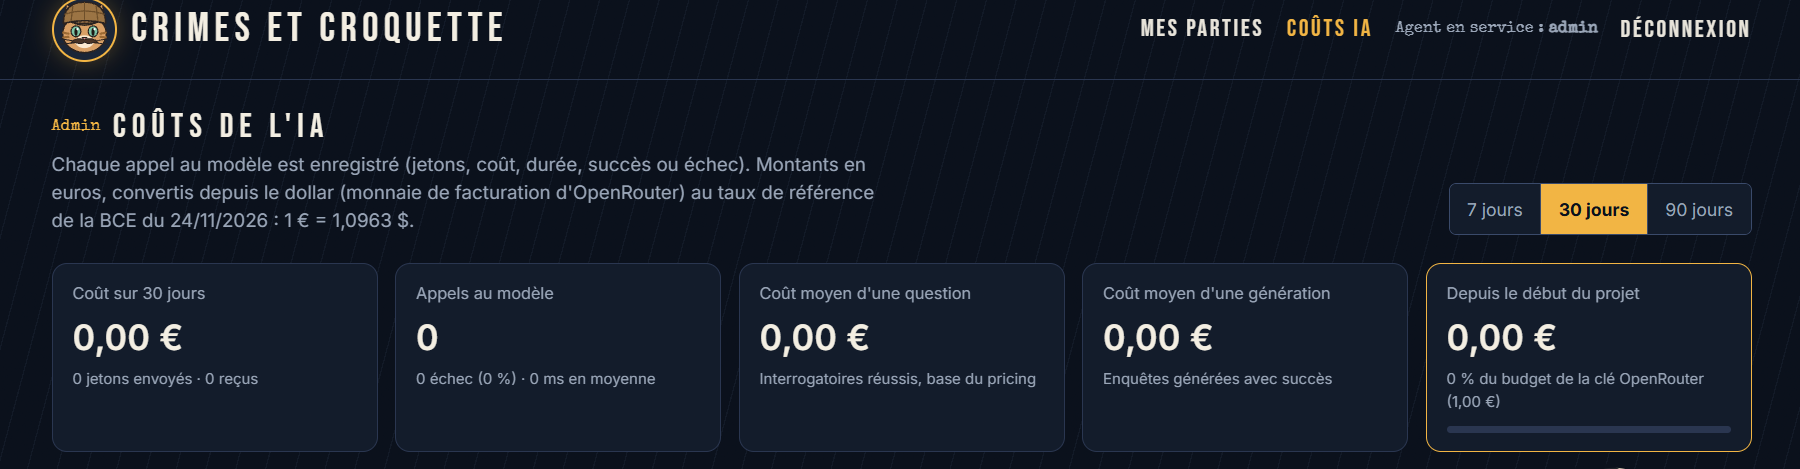 CRIMES ET CROQUETTE
MES PARTIES
COÛTS IA
Agent en service : admin
DÉCONNEXION
Admin COÛTS DE L'IA
Chaque appel au modèle est enregistré (jetons, coût, durée, succès ou échec). Montants en
euros, convertis depuis le dollar (monnaie de facturation d'OpenRouter) au taux de référence
de la BCE du 24/11/2026 : 1 € = 1,0963 $.
7 jours
30 jours
90 jours
Coût sur 30 jours
0,00 €
0 jetons envoyés · 0 reçus
Appels au modèle
0
0 échec (0 %) · 0 ms en moyenne
Coût moyen d'une question
0,00 €
Interrogatoires réussis, base du pricing
Coût moyen d'une génération
0,00 €
Enquêtes générées avec succès
Depuis le début du projet
0,00 €
0 % du budget de la clé OpenRouter
(1,00 €)